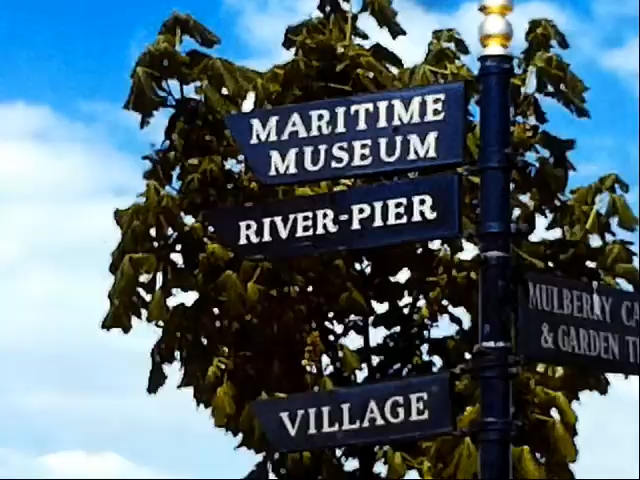 MARITIME
MUSEUM
RIVER-PIER
MULBERRY
& GARDEN
VILLAGE